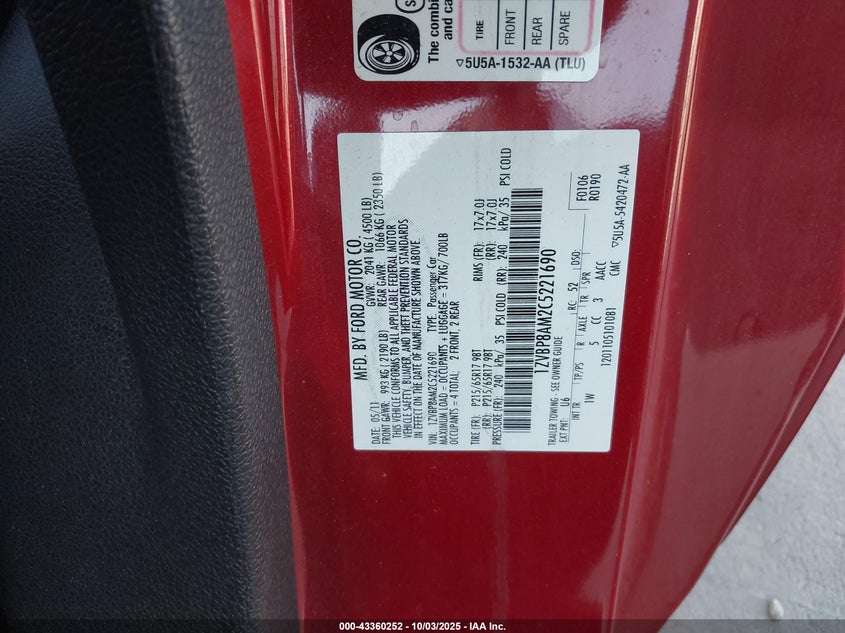 The combin
and ca
TIRE
FRONT
REAR
SPARE
▽5U5A-1532-AA (TLU)
MFD. BY FORD MOTOR CO.
DATE: 05/11 GVWR: 2041 KG ( 4500 LB)
FRONT GAWR: 993 KG ( 2190 LB) REAR GAWR: 1066 KG ( 2350 LB)
THIS VEHICLE CONFORMS TO ALL APPLICABLE FEDERAL MOTOR
VEHICLE SAFETY, BUMPER, AND THEFT PREVENTION STANDARDS
IN EFFECT ON THE DATE OF MANUFACTURE SHOWN ABOVE.
VIN: 1ZVBP8AM2C5221690 TYPE: Passenger Car
MAXIMUM LOAD = OCCUPANTS + LUGGAGE = 317KG/ 700LB
OCCUPANTS = 4 TOTAL; 2 FRONT, 2 REAR
TIRE (FR): P215/65R17 98T RIMS (FR): 17x7.0J
(RR): P215/65R17 98T (RR): 17x7.0J
PRESSURE (FR): 240 kPa/ 35 PSI COLD (RR): 240 kPa/ 35 PSI COLD
1ZVBP8AM2C5221690
TRAILER TOWING - SEE OWNER GUIDE F0106
R0190
EXT PNT: U6 RC: 52 DSO:
INT TR TP/PS R AXLE TR SPR
1W 5 CC 3 AACC
1201105101081 CMC ▽5U5A-5420472-AA
000-43360252 - 10/03/2025 - IAA Inc.